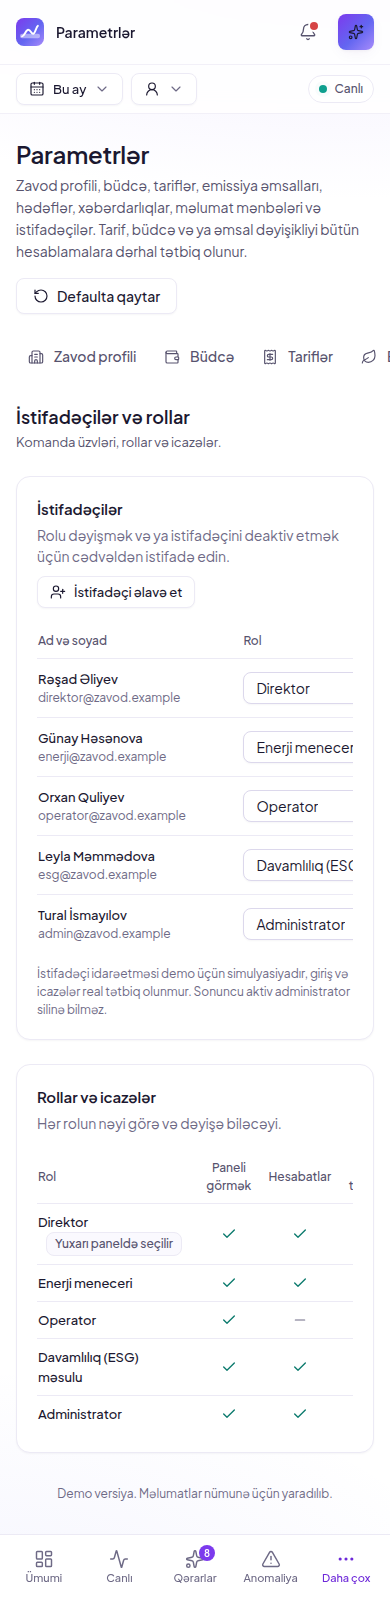 Parametrlər
Bu ay
Canlı
Parametrlər
Zavod profili, büdcə, tariflər, emissiya əmsalları,
hədəflər, xəbərdarlıqlar, məlumat mənbələri və
istifadəçilər. Tarif, büdcə və ya əmsal dəyişikliyi bütün
hesablamalara dərhal tətbiq olunur.
Defaulta qaytar
Zavod profili
Büdcə
Tariflər
İstifadəçilər və rollar
Komanda üzvləri, rollar və icazələr.
İstifadəçilər
Rolu dəyişmək və ya istifadəçini deaktiv etmək
üçün cədvəldən istifadə edin.
İstifadəçi əlavə et
Ad və soyad Rol
Rəşad Əliyev
direktor@zavod.example
Direktor
Günay Həsənova
enerji@zavod.example
Enerji menecer
Orxan Quliyev
operator@zavod.example
Operator
Leyla Məmmədova
esg@zavod.example
Davamlılıq (ESG
Tural İsmayılov
admin@zavod.example
Administrator
İstifadəçi idarəetməsi demo üçün simulyasiyadır, giriş və
icazələr real tətbiq olunmur. Sonuncu aktiv administrator
silinə bilməz.
Rollar və icazələr
Hər rolun nəyi görə və dəyişə biləcəyi.
Rol
Paneli
görmək
Hesabatlar
t
Direktor
Yuxarı paneldə seçilir
Enerji meneceri
Operator
Davamlılıq (ESG)
məsulu
Administrator
Demo versiya. Məlumatlar nümunə üçün yaradılıb.
8
Ümumi
Canlı
Qərarlar
Anomaliya
Daha çox